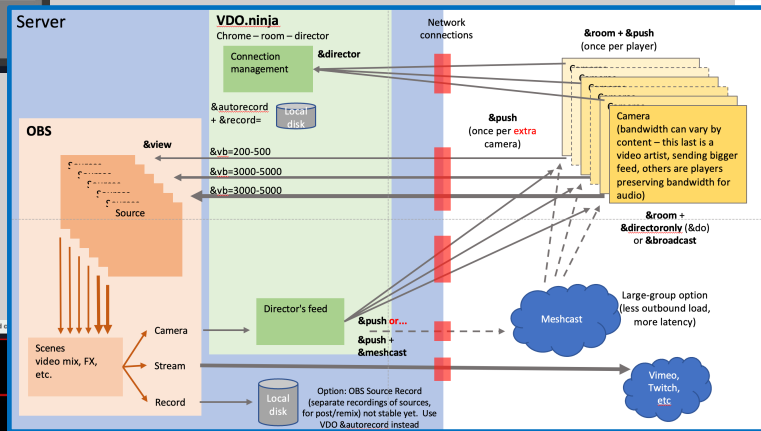 Server
VDO.ninja
Chrome – room – director
Network
connections
&room + &push
(once per player)
Connection
management
&director
&autorecord
+ &record=
Local
disk
&push
(once per extra
camera)
Camera
(bandwidth can vary by
content – this last is a
video artist, sending bigger
feed, others are players
preserving bandwidth for
audio)
OBS
&view
&vb=200-500
&vb=3000-5000
&vb=3000-5000
Source
&room +
&directoronly (&do)
or &broadcast
Director's feed
&push or...
&push +
&meshcast
Meshcast
Large-group option
(less outbound load,
more latency)
Scenes
video mix, FX,
etc.
Camera
Stream
Record
Local
disk
Option: OBS Source Record
(separate recordings of sources,
for post/remix) not stable yet. Use
VDO &autorecord instead
Vimeo,
Twitch,
etc